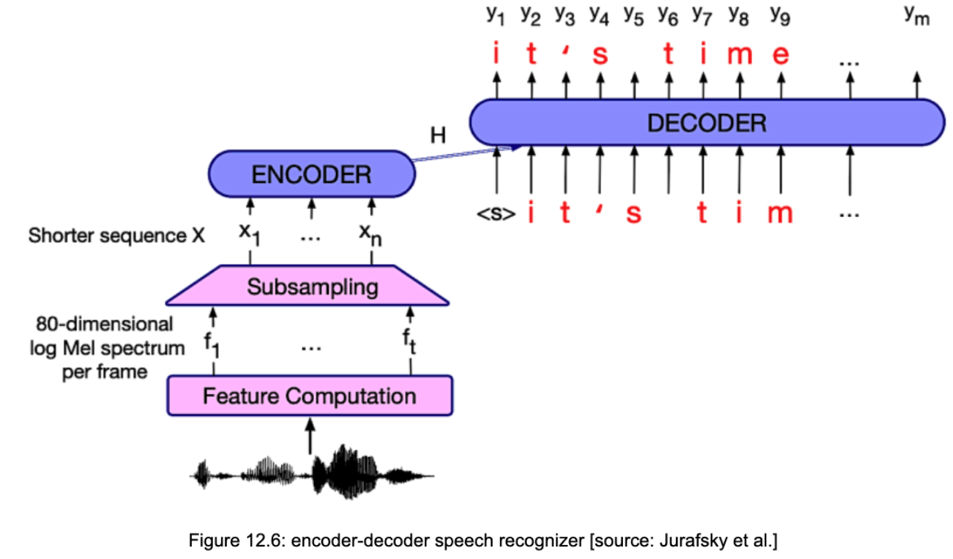 y1 y2 y3 y4 y5 y6 y7 y8 y9 ym
i t ‘ s t i m e ...
DECODER
H
ENCODER
<s> i t ‘ s t i m ...
Shorter sequence X x1 ... xn
Subsampling
80-dimensional
log Mel spectrum f1 ... ft
per frame
Feature Computation
Figure 12.6: encoder-decoder speech recognizer [source: Jurafsky et al.]